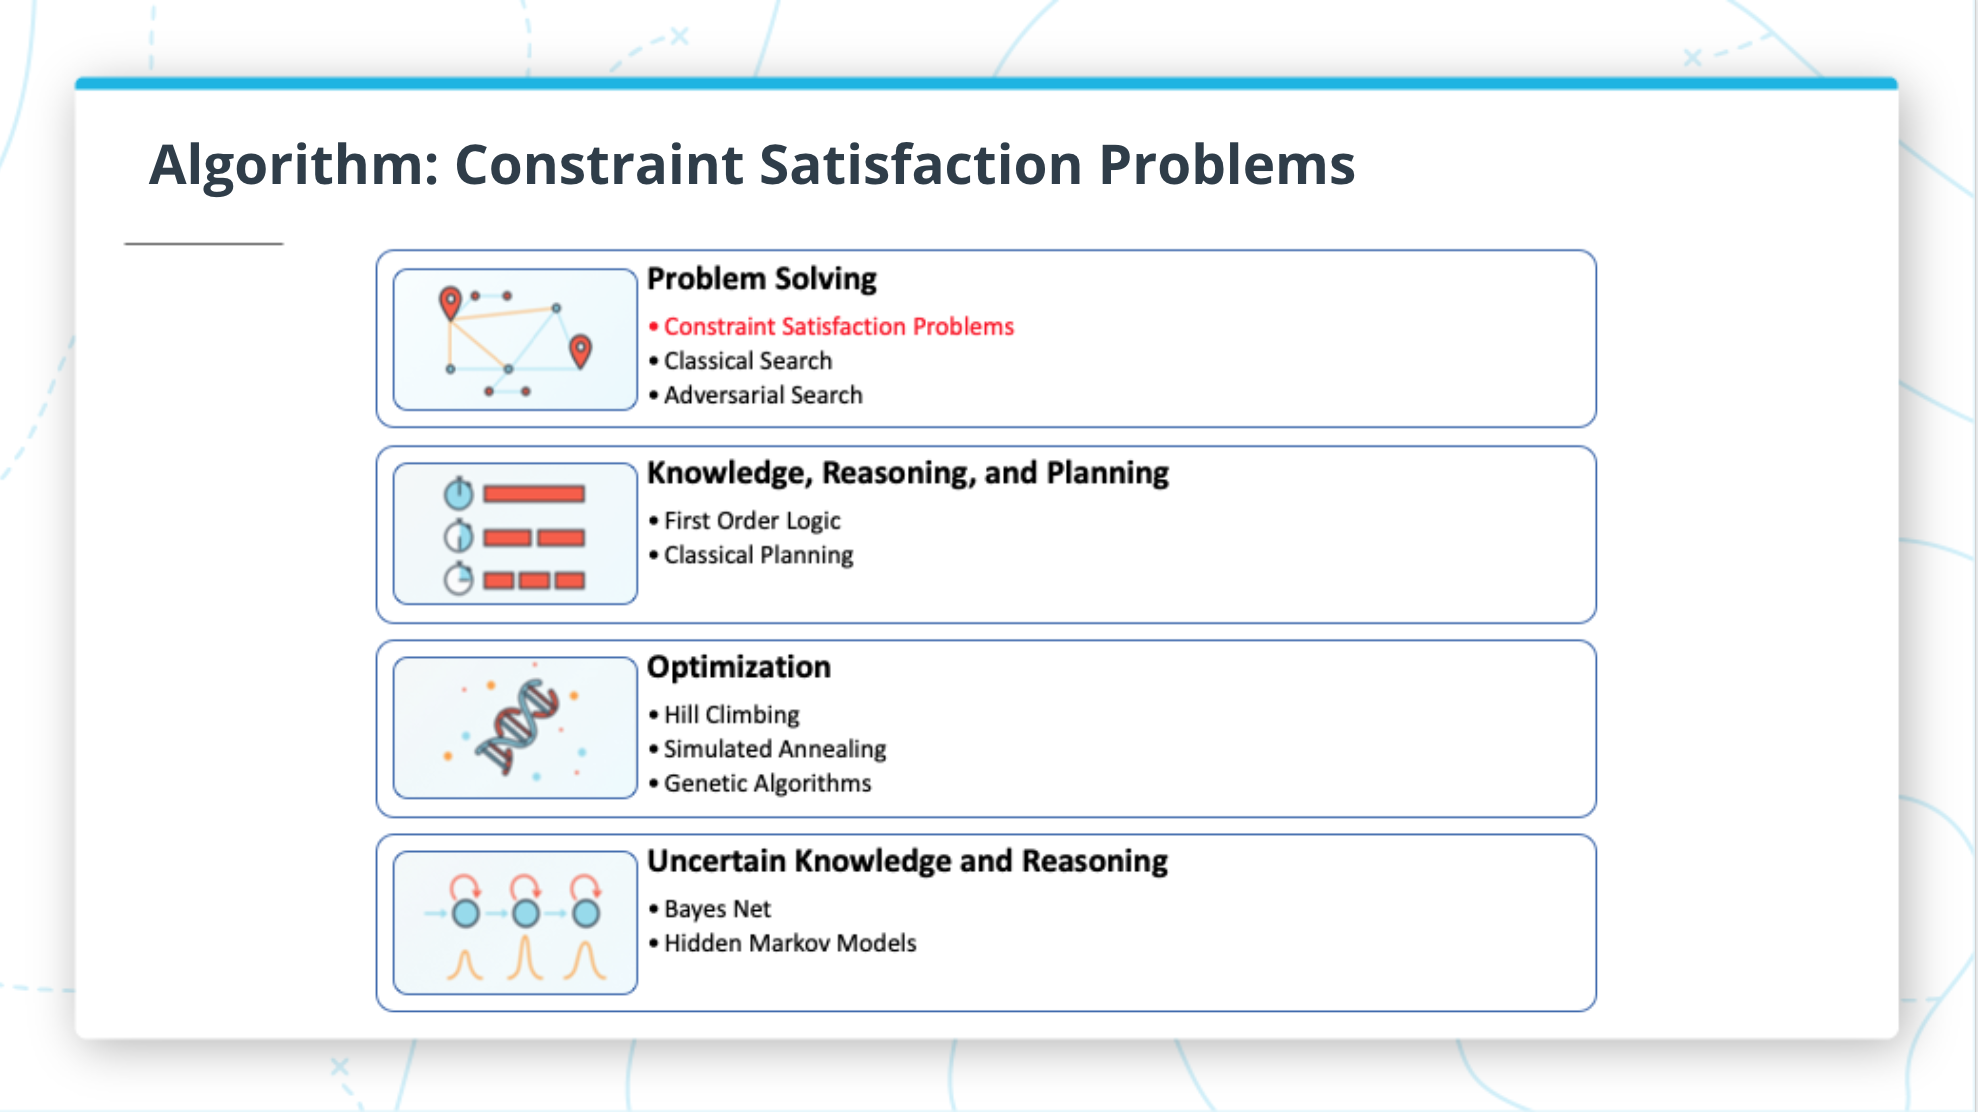 Algorithm: Constraint Satisfaction Problems
Problem Solving
• Constraint Satisfaction Problems
• Classical Search
• Adversarial Search
Knowledge, Reasoning, and Planning
• First Order Logic
• Classical Planning
Optimization
• Hill Climbing
• Simulated Annealing
• Genetic Algorithms
Uncertain Knowledge and Reasoning
• Bayes Net
• Hidden Markov Models